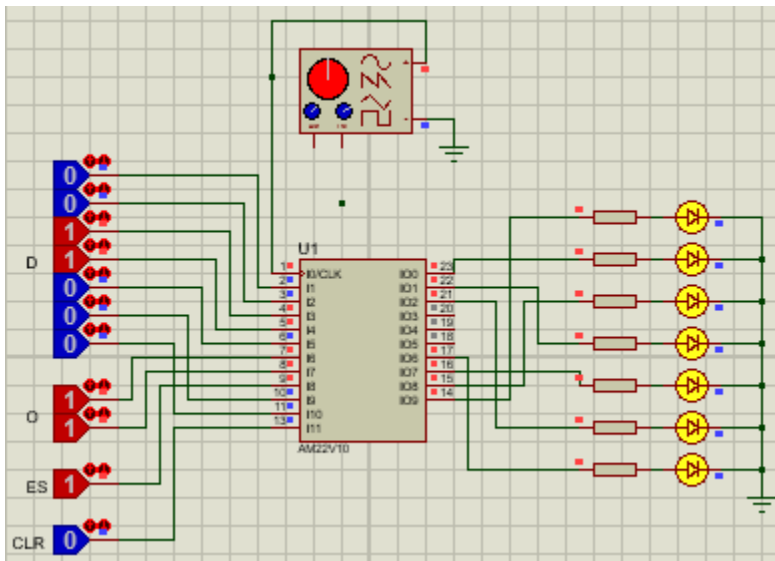 0
0
1
D 1
0
0
0
O 1
1
ES 1
CLR 0
U1
1 I0/CLK IO0 23
2 I1 IO1 22
3 I2 IO2 21
4 I3 IO3 20
5 I4 IO4 19
6 I5 IO5 18
7 I6 IO6 17
8 I7 IO7 16
9 I8 IO8 15
10 I9 IO9 14
11 I10
13 I11
AM22V10